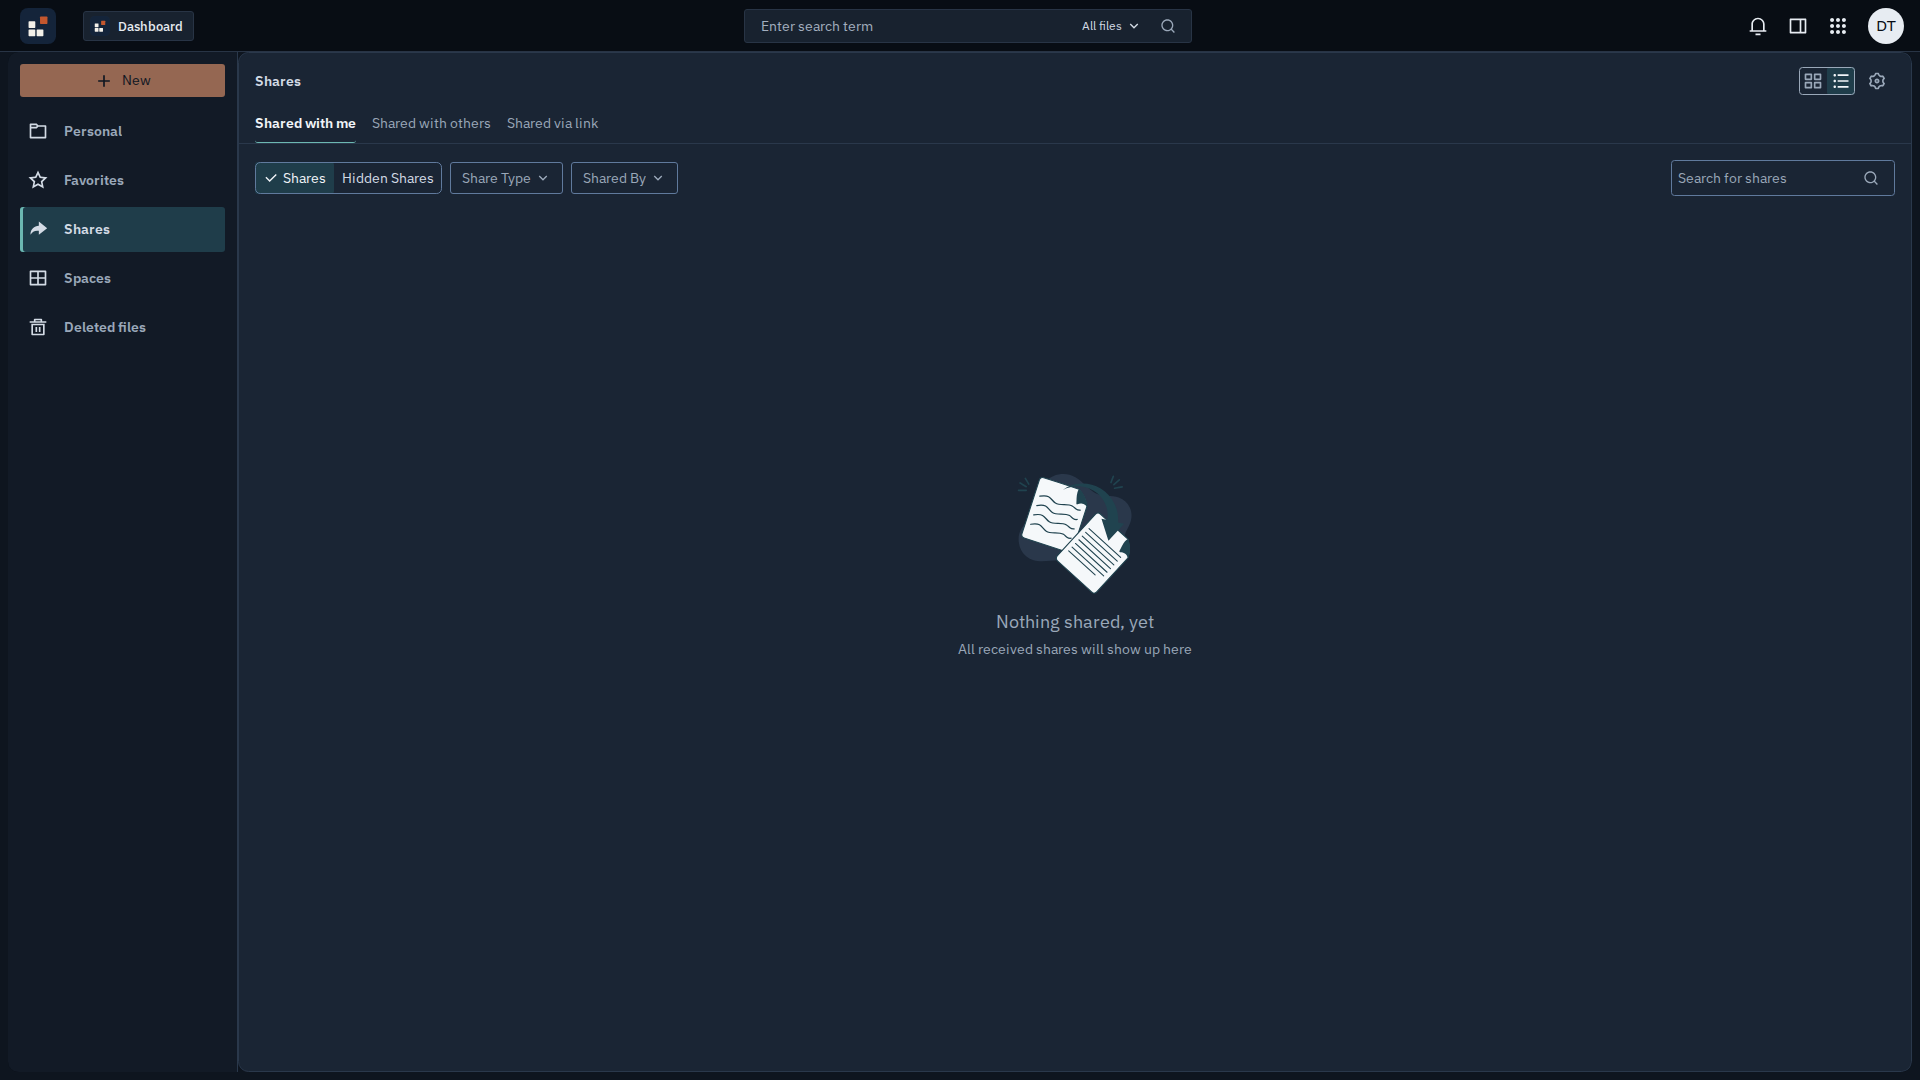 Dashboard
Enter search term
All files
DT
New
Personal
Favorites
Shares
Spaces
Deleted files
Shares
Shared with me
Shared with others
Shared via link
Shares
Hidden Shares
Share Type
Shared By
Search for shares
Nothing shared, yet
All received shares will show up here